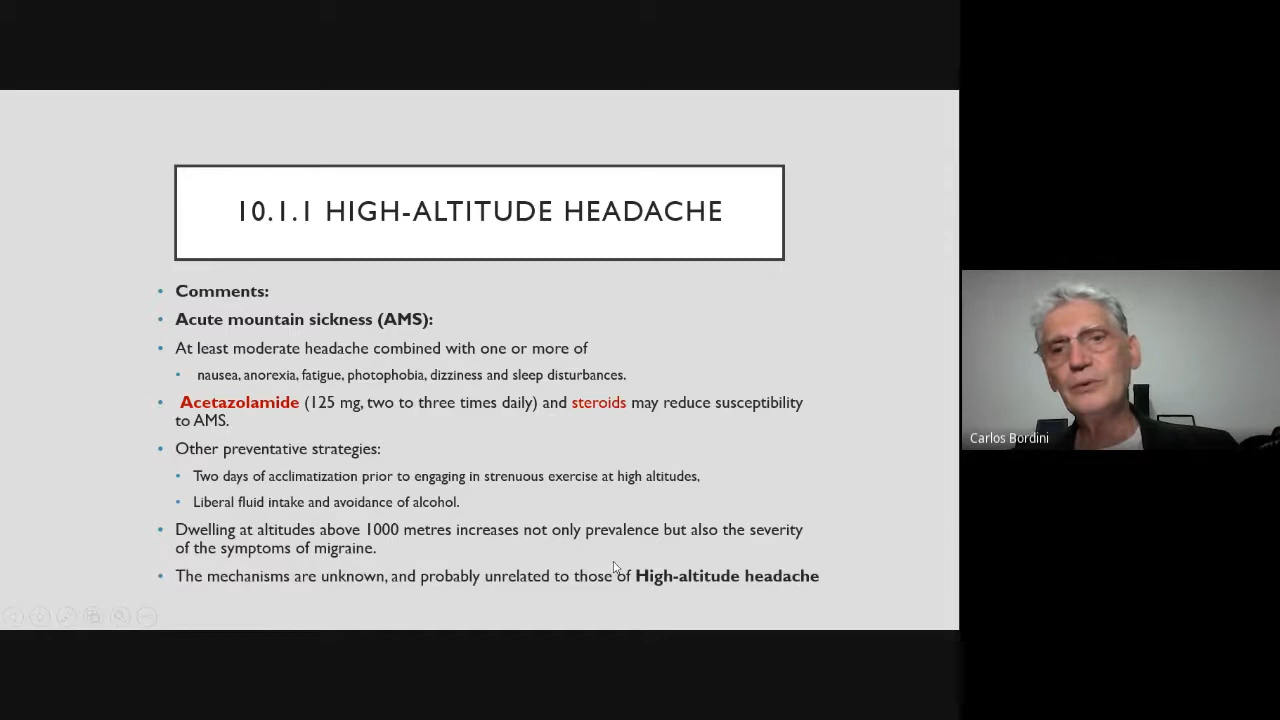 10.1.1 HIGH-ALTITUDE HEADACHE
• Comments:
• Acute mountain sickness (AMS):
• At least moderate headache combined with one or more of
• nausea, anorexia, fatigue, photophobia, dizziness and sleep disturbances.
• Acetazolamide (125 mg, two to three times daily) and steroids may reduce susceptibility
to AMS.
• Other preventative strategies:
• Two days of acclimatization prior to engaging in strenuous exercise at high altitudes,
• Liberal fluid intake and avoidance of alcohol.
• Dwelling at altitudes above 1000 metres increases not only prevalence but also the severity
of the symptoms of migraine.
• The mechanisms are unknown, and probably unrelated to those of High-altitude headache
Carlos Bordini